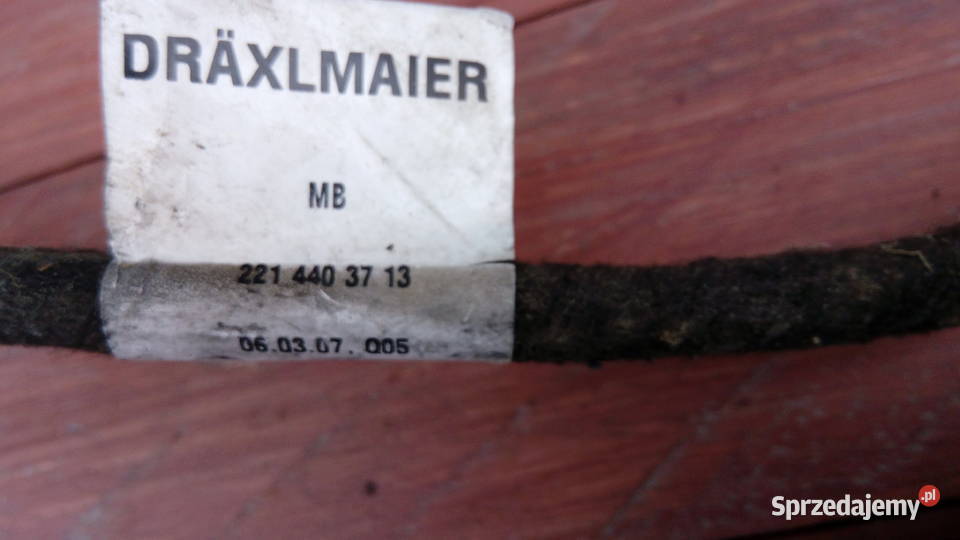 DRÄXLMAIER
MB
221 440 37 13
06.03.07. Q05
Sprzedajemy.pl